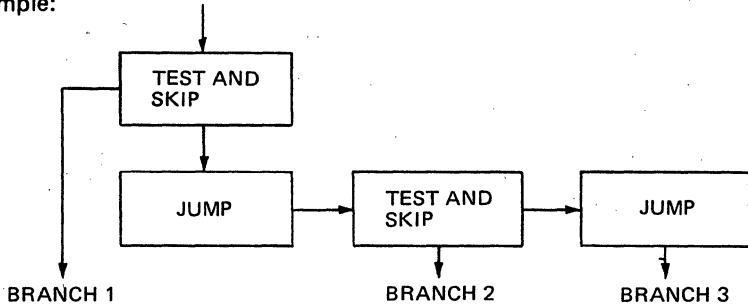 mple:
TEST AND
SKIP
JUMP
TEST AND
SKIP
JUMP
BRANCH 1
BRANCH 2
BRANCH 3